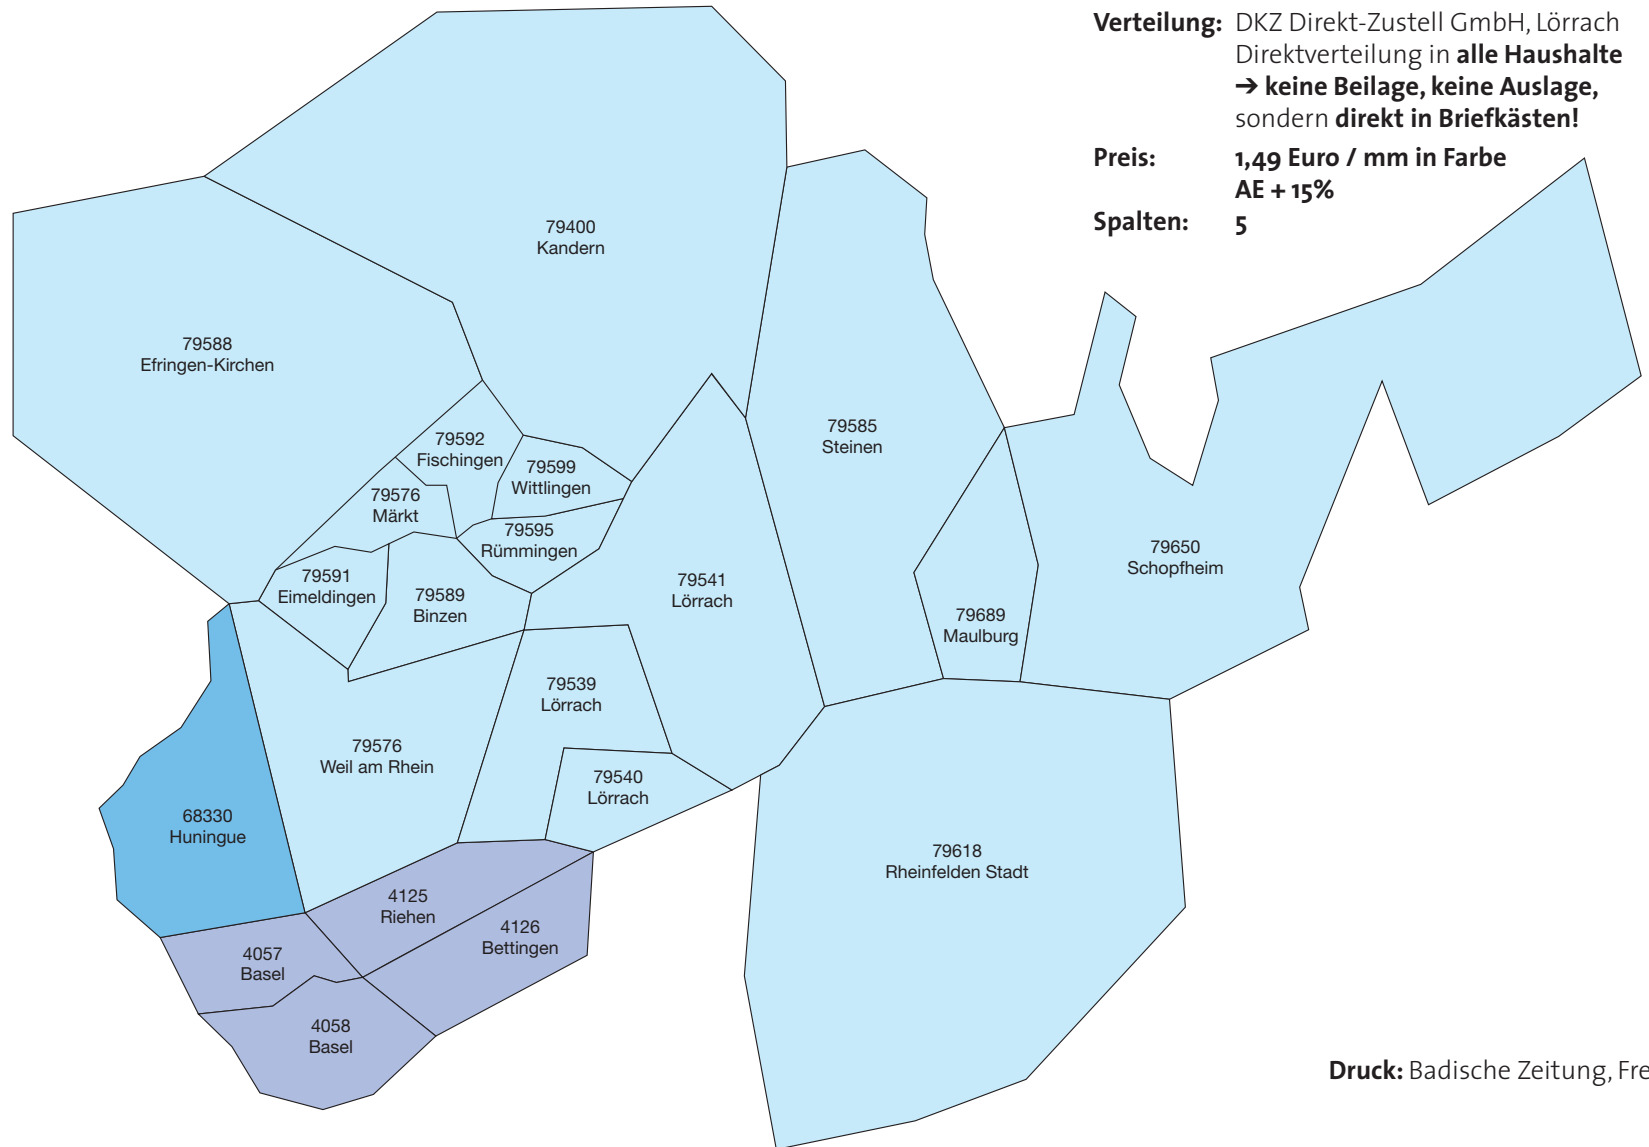 Verteilung: DKZ Direkt-Zustell GmbH, Lörrach
Direktverteilung in alle Haushalte
➔ keine Beilage, keine Auslage,
sondern direkt in Briefkästen!
Preis: 1,49 Euro / mm in Farbe
AE + 15%
Spalten: 5
79400
Kandern
79588
Efringen-Kirchen
79585
Steinen
79592
Fischingen
79599
Wittlingen
79576
Märkt
79595
Rümmingen
79591
Eimeldingen
79589
Binzen
79541
Lörrach
79650
Schopfheim
79689
Maulburg
79539
Lörrach
79576
Weil am Rhein
79540
Lörrach
68330
Huningue
79618
Rheinfelden Stadt
4125
Riehen
4126
Bettingen
4057
Basel
4058
Basel
Druck: Badische Zeitung, Fre